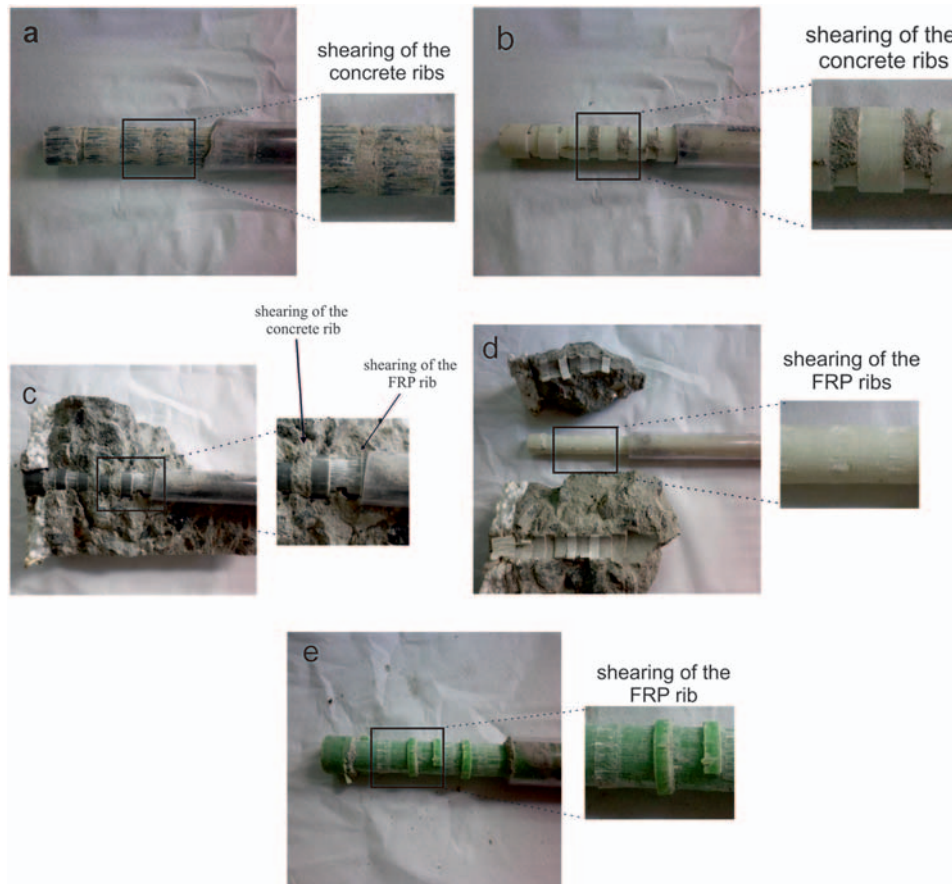 a
shearing of the
concrete ribs
b
shearing of the
concrete ribs
c
shearing of the
concrete rib
shearing of the
FRP rib
d
shearing of the
FRP ribs
e
shearing of the
FRP rib